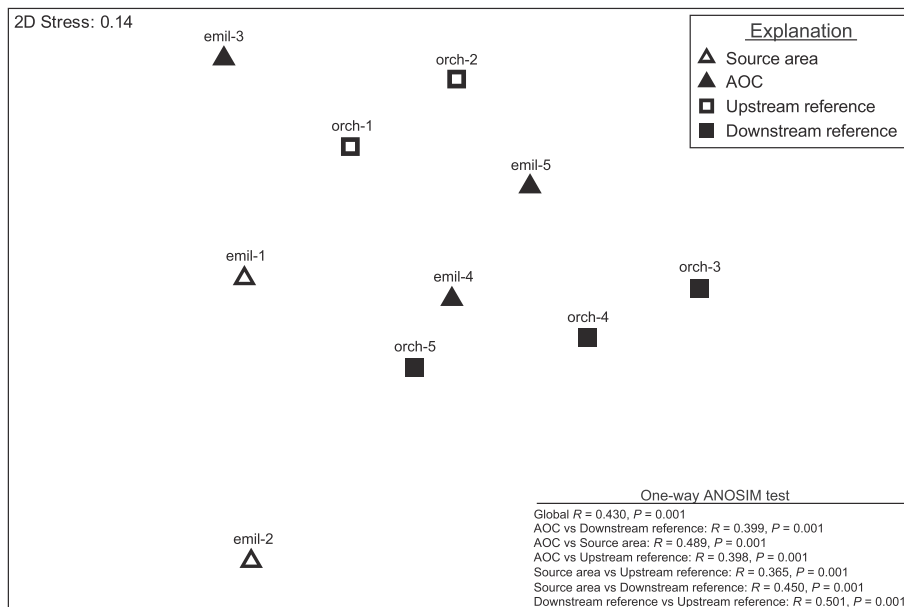 2D Stress: 0.14
emil-3
orch-2
orch-1
emil-5
emil-1
emil-4
orch-3
orch-4
orch-5
emil-2
Explanation
Source area
AOC
Upstream reference
Downstream reference
One-way ANOSIM test
Global R = 0.430, P = 0.001
AOC vs Downstream reference: R = 0.399, P = 0.001
AOC vs Source area: R = 0.489, P = 0.001
AOC vs Upstream reference: R = 0.398, P = 0.001
Source area vs Upstream reference: R = 0.365, P = 0.001
Source area vs Downstream reference: R = 0.450, P = 0.001
Downstream reference vs Upstream reference: R = 0.501, P = 0.001